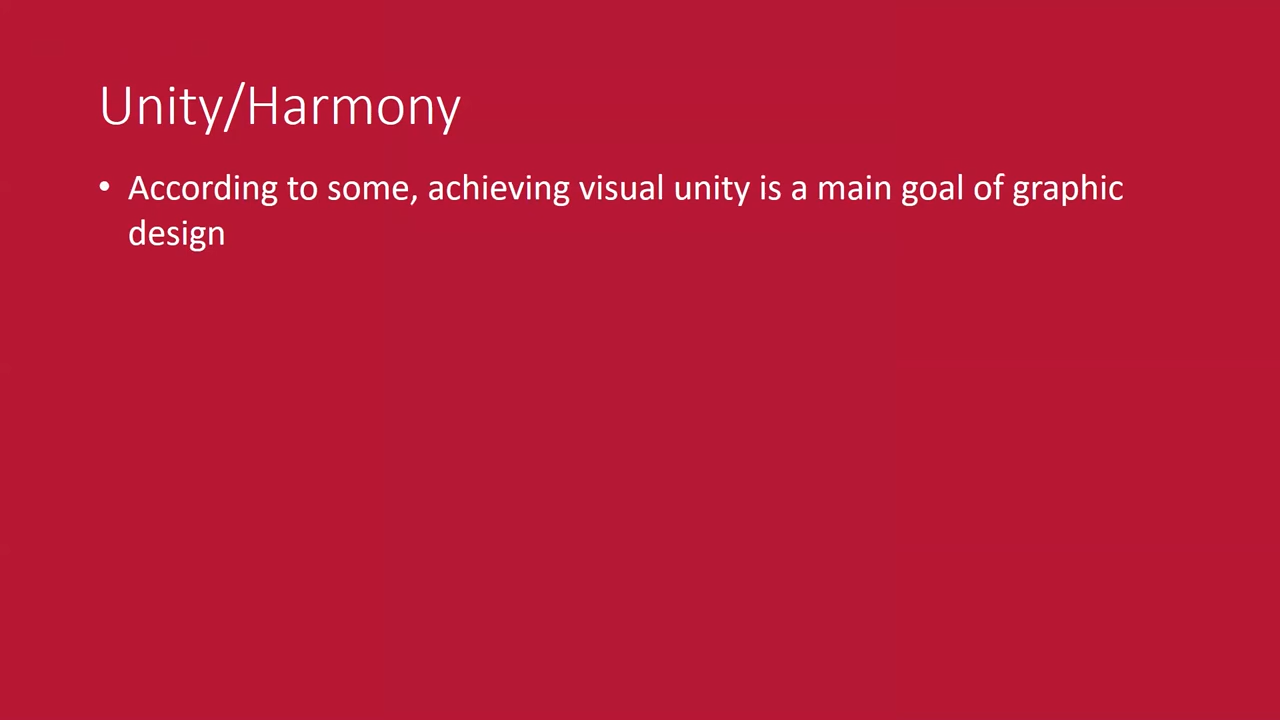 Unity/Harmony
• According to some, achieving visual unity is a main goal of graphic
design